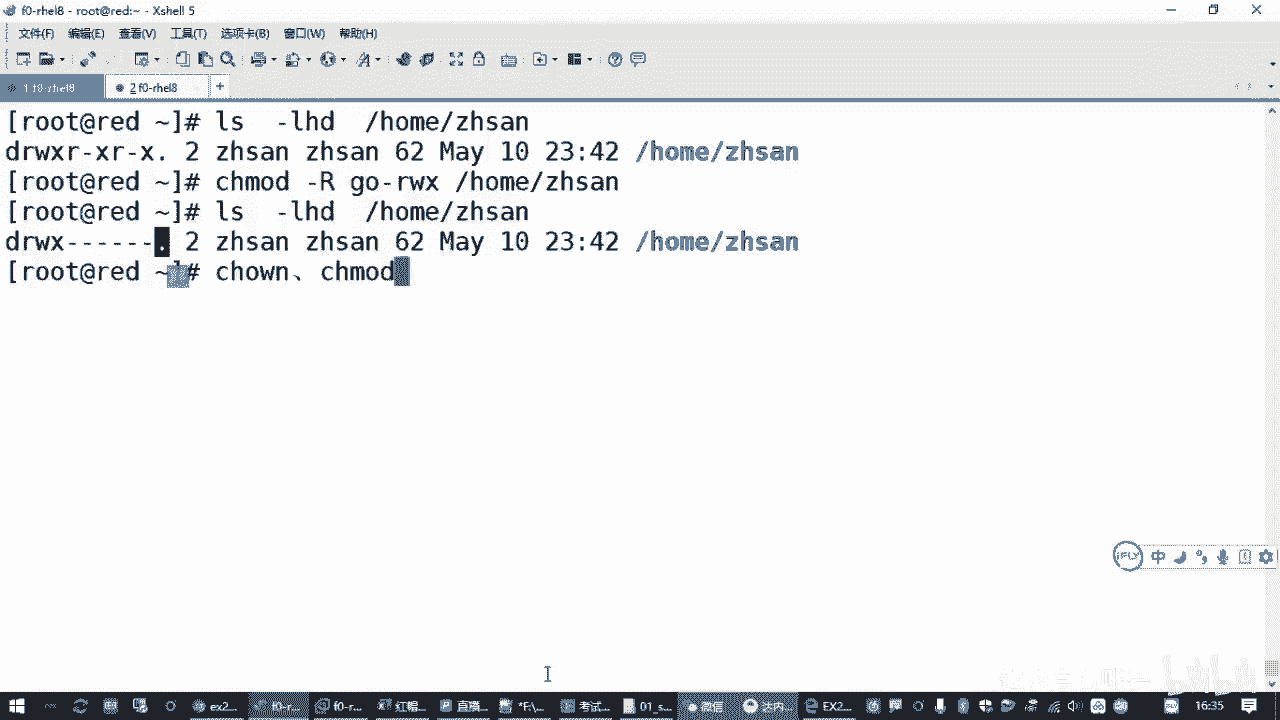 f0-rhel8 - root@red:~ - Xshell 5
文件(F) 编辑(E) 查看(V) 工具(T) 选项卡(B) 窗口(W) 帮助(H)
1 f0-rhel8 2 f0-rhel8 +
[root@red ~]# ls -lhd /home/zhsan
drwxr-xr-x. 2 zhsan zhsan 62 May 10 23:42 /home/zhsan
[root@red ~]# chmod -R go-rwx /home/zhsan
[root@red ~]# ls -lhd /home/zhsan
drwx------. 2 zhsan zhsan 62 May 10 23:42 /home/zhsan
[root@red ~]# chown、chmod
iFLY 中
ex2... f0-r... f0-r... 红帽... 直播... *F:\... 考试... 01_s... 微信 达内... EX2... 16:35